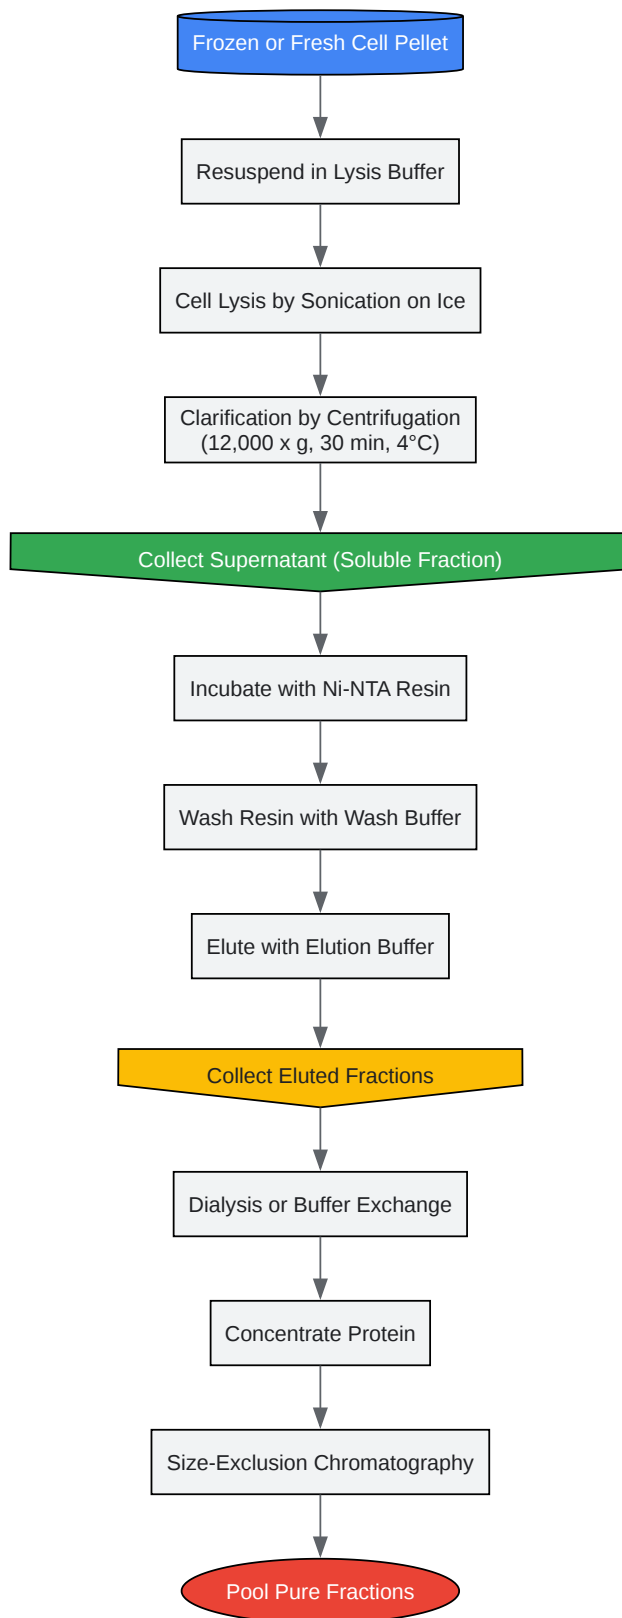 Frozen or Fresh Cell Pellet
Resuspend in Lysis Buffer
Cell Lysis by Sonication on Ice
Clarification by Centrifugation
(12,000 x g, 30 min, 4°C)
Collect Supernatant (Soluble Fraction)
Incubate with Ni-NTA Resin
Wash Resin with Wash Buffer
Elute with Elution Buffer
Collect Eluted Fractions
Dialysis or Buffer Exchange
Concentrate Protein
Size-Exclusion Chromatography
Pool Pure Fractions